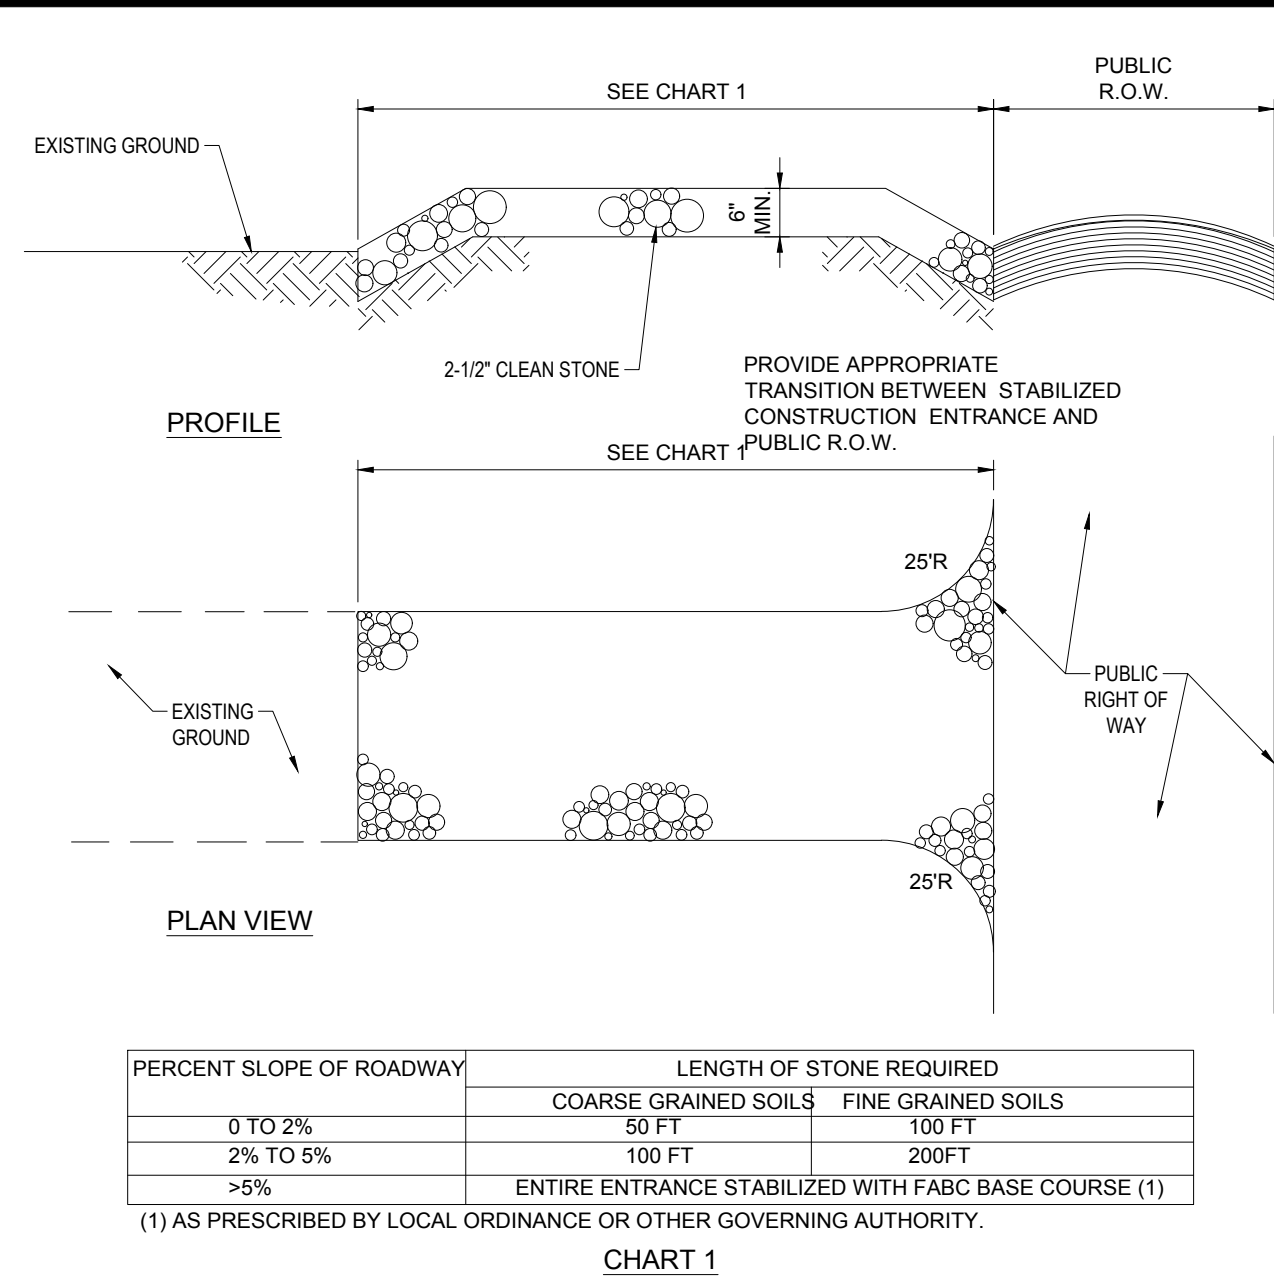 PUBLIC
R.O.W.
SEE CHART 1
EXISTING GROUND
6"
MIN.
2-1/2" CLEAN STONE
PROVIDE APPROPRIATE
TRANSITION BETWEEN STABILIZED
CONSTRUCTION ENTRANCE AND
PUBLIC R.O.W.
PROFILE
SEE CHART 1
25'R
PUBLIC
RIGHT OF
WAY
EXISTING
GROUND
25'R
PLAN VIEW
PERCENT SLOPE OF ROADWAY LENGTH OF STONE REQUIRED
COARSE GRAINED SOILS FINE GRAINED SOILS
0 TO 2% 50 FT 100 FT
2% TO 5% 100 FT 200FT
>5% ENTIRE ENTRANCE STABILIZED WITH FABC BASE COURSE (1)
(1) AS PRESCRIBED BY LOCAL ORDINANCE OR OTHER GOVERNING AUTHORITY.
CHART 1